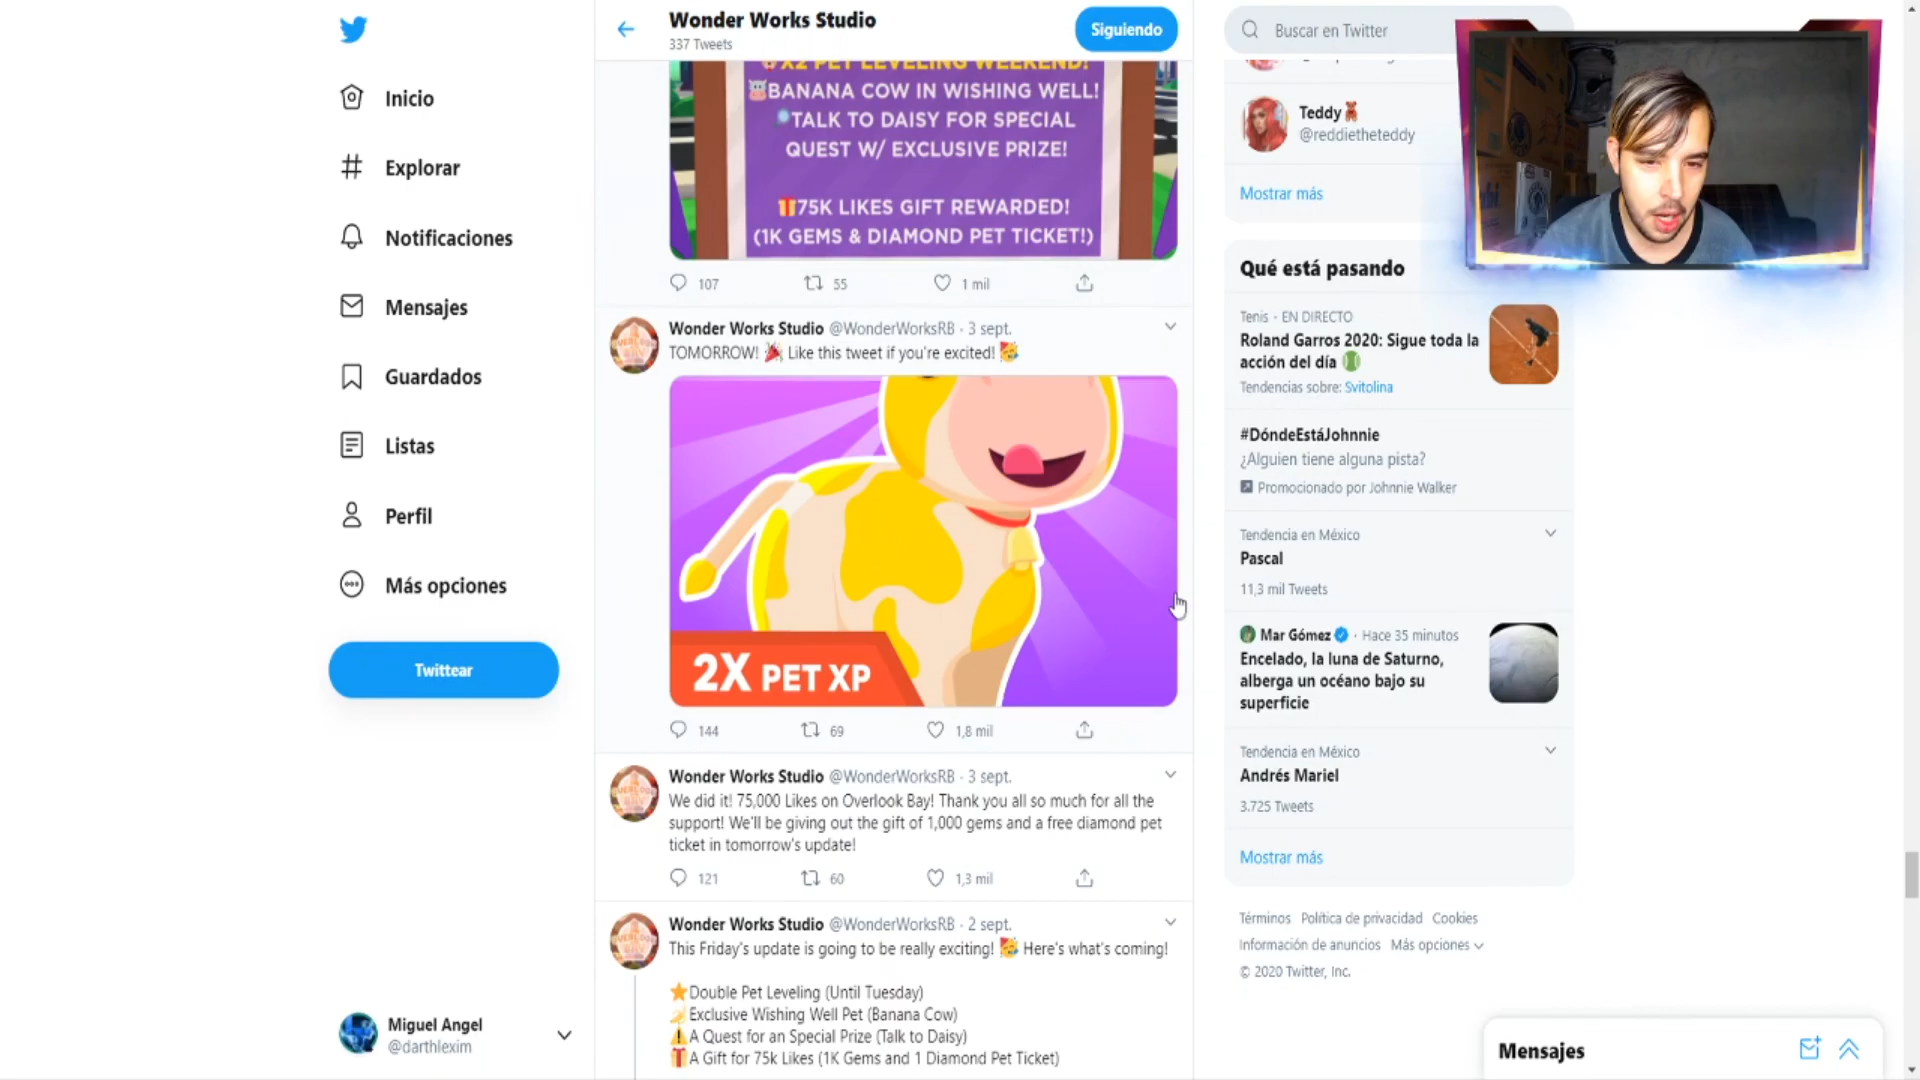 Inicio
Explorar
Notificaciones
Mensajes
Guardados
Listas
Perfil
Más opciones
Twittear
Miguel Angel
@darthlexim
Wonder Works Studio
337 Tweets
Siguiendo
X2 PET LEVELING WEEKEND!
BANANA COW IN WISHING WELL!
TALK TO DAISY FOR SPECIAL
QUEST W/ EXCLUSIVE PRIZE!
75K LIKES GIFT REWARDED!
(1K GEMS & DIAMOND PET TICKET!)
107 55 1 mil
Wonder Works Studio @WonderWorksRB · 3 sept.
TOMORROW! 🎉 Like this tweet if you're excited! 🥳
2X PET XP
144 69 1,8 mil
Wonder Works Studio @WonderWorksRB · 3 sept.
We did it! 75,000 Likes on Overlook Bay! Thank you all so much for all the
support! We'll be giving out the gift of 1,000 gems and a free diamond pet
ticket in tomorrow's update!
121 60 1,3 mil
Wonder Works Studio @WonderWorksRB · 2 sept.
This Friday's update is going to be really exciting! 🥳 Here's what's coming!
⭐Double Pet Leveling (Until Tuesday)
🍌Exclusive Wishing Well Pet (Banana Cow)
⚠️A Quest for an Special Prize (Talk to Daisy)
🎁A Gift for 75k Likes (1K Gems and 1 Diamond Pet Ticket)
Buscar en Twitter
Teddy🧸
@reddietheteddy
Mostrar más
Qué está pasando
Tenis · EN DIRECTO
Roland Garros 2020: Sigue toda la
acción del día 🎾
Tendencias sobre: Svitolina
#DóndeEstáJohnnie
¿Alguien tiene alguna pista?
Promocionado por Johnnie Walker
Tendencia en México
Pascal
11,3 mil Tweets
Mar Gómez · Hace 35 minutos
Encelado, la luna de Saturno,
alberga un océano bajo su
superficie
Tendencia en México
Andrés Mariel
3.725 Tweets
Mostrar más
Términos Política de privacidad Cookies
Información de anuncios Más opciones
© 2020 Twitter, Inc.
Mensajes